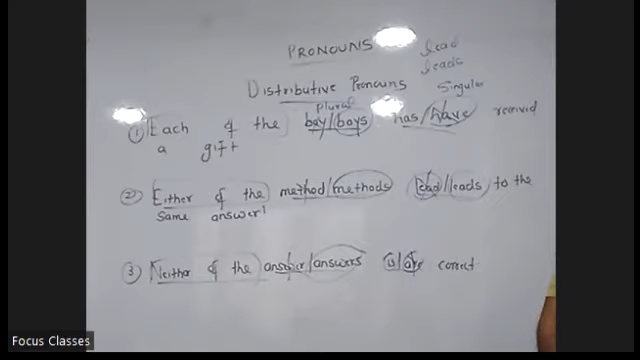 PRONOUNS
lead
leads
Distributive Pronouns
Singular
Plural
① Each of the boy/boys has/have received
a gift
② Either of the method/methods lead/leads to the
same answer
③ Neither of the answer/answers is/are correct
Focus Classes